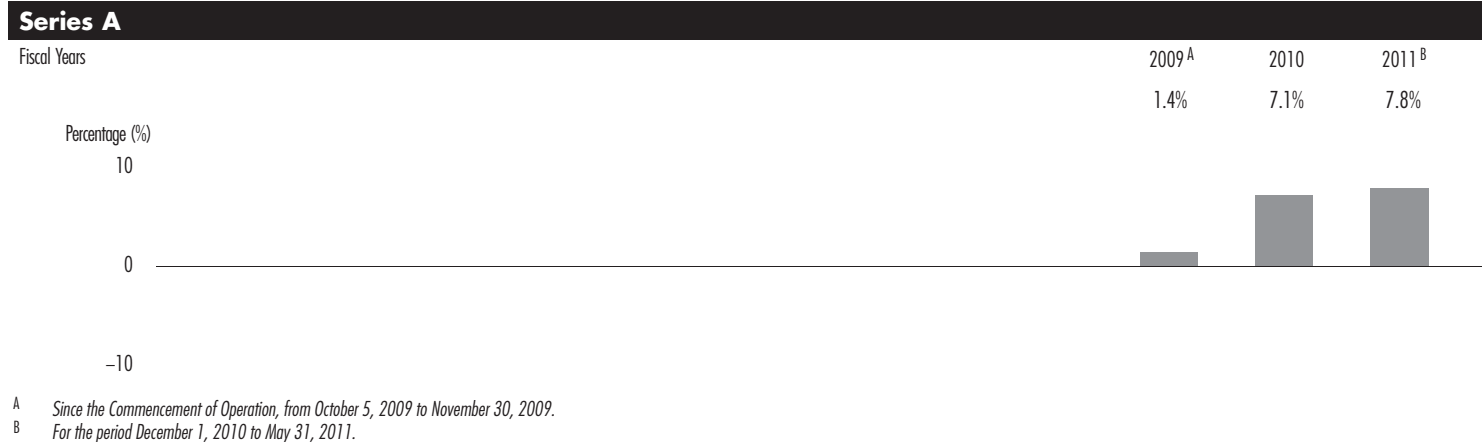 Series A
Fiscal Years 2009 A 2010 2011 B
1.4% 7.1% 7.8%
Percentage (%)
10
0
–10
A Since the Commencement of Operation, from October 5, 2009 to November 30, 2009.
B For the period December 1, 2010 to May 31, 2011.